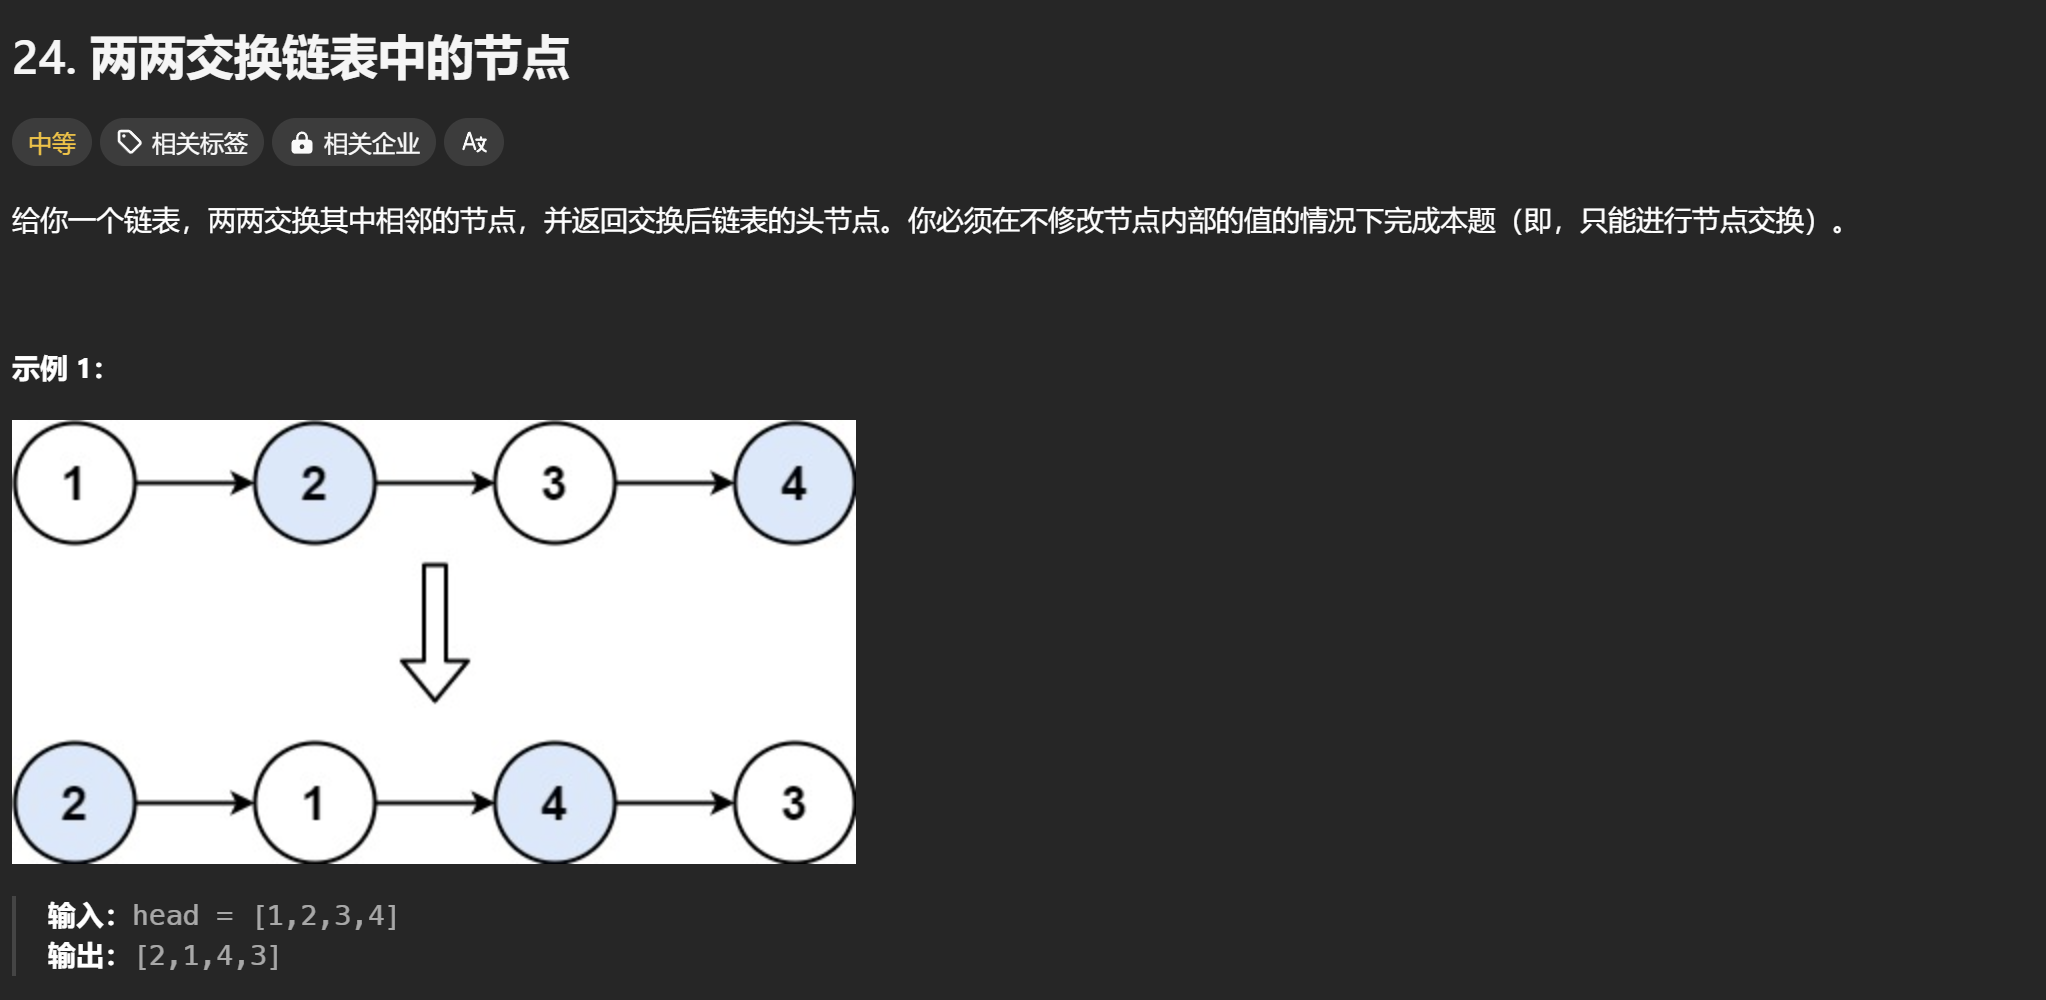 24. 两两交换链表中的节点
中等 相关标签 相关企业 A文
给你一个链表，两两交换其中相邻的节点，并返回交换后链表的头节点。你必须在不修改节点内部的值的情况下完成本题（即，只能进行节点交换）。
示例 1：
1 2 3 4
2 1 4 3
输入：head = [1,2,3,4]
输出：[2,1,4,3]